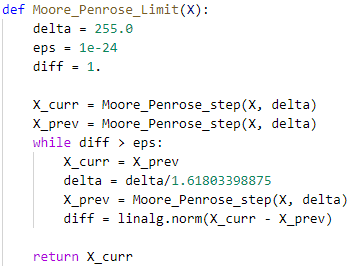 def Moore_Penrose_Limit(X):
    delta = 255.0
    eps = 1e-24
    diff = 1.

    X_curr = Moore_Penrose_step(X, delta)
    X_prev = Moore_Penrose_step(X, delta)
    while diff > eps:
        X_curr = X_prev
        delta = delta/1.61803398875
        X_prev = Moore_Penrose_step(X, delta)
        diff = linalg.norm(X_curr - X_prev)

    return X_curr